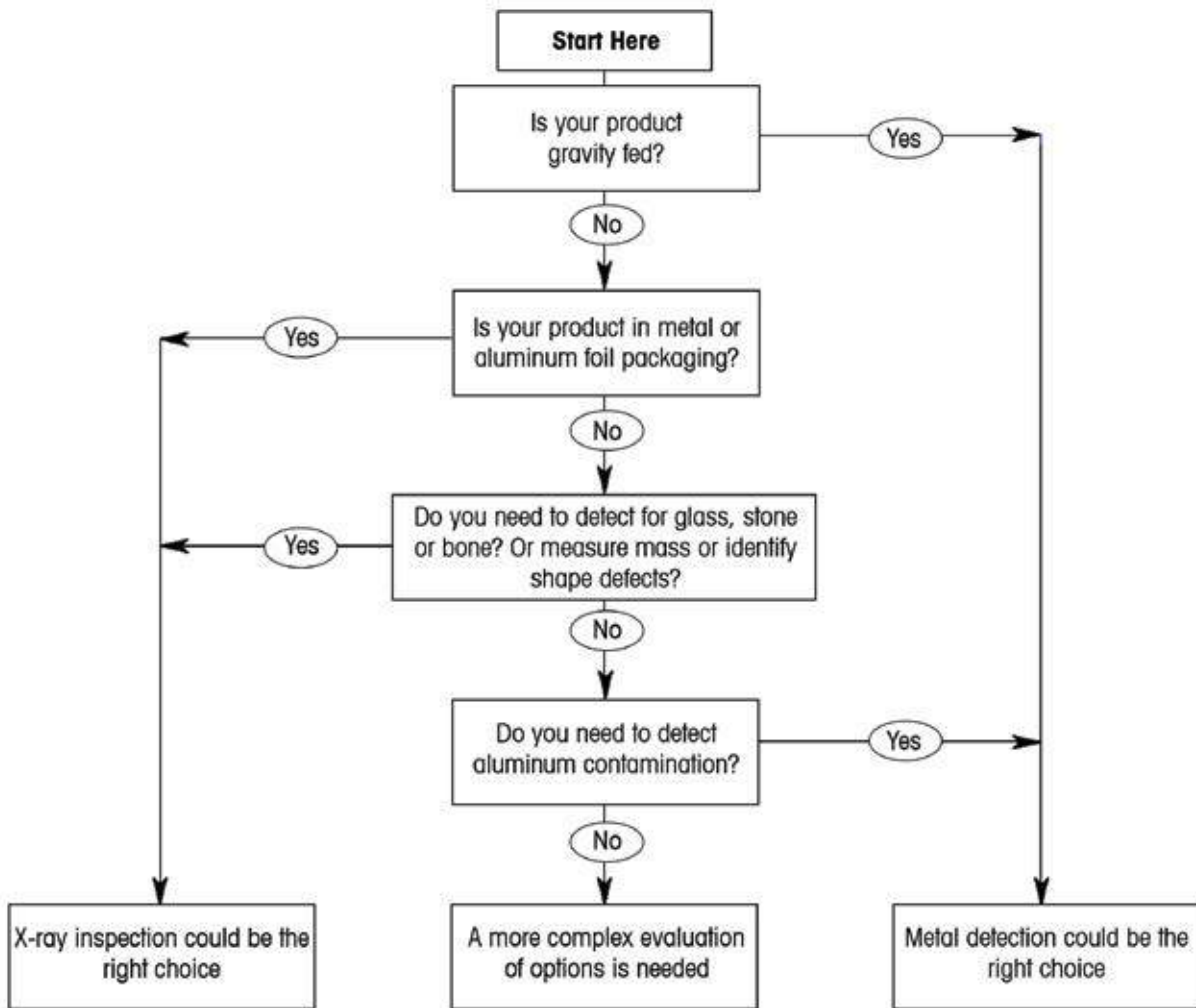 Start Here
Is your product
gravity fed?
Yes
No
Is your product in metal or
aluminum foil packaging?
Yes
No
Do you need to detect for glass, stone
or bone? Or measure mass or identify
shape defects?
Yes
No
Do you need to detect
aluminum contamination?
Yes
No
X-ray inspection could be the
right choice
A more complex evaluation
of options is needed
Metal detection could be the
right choice